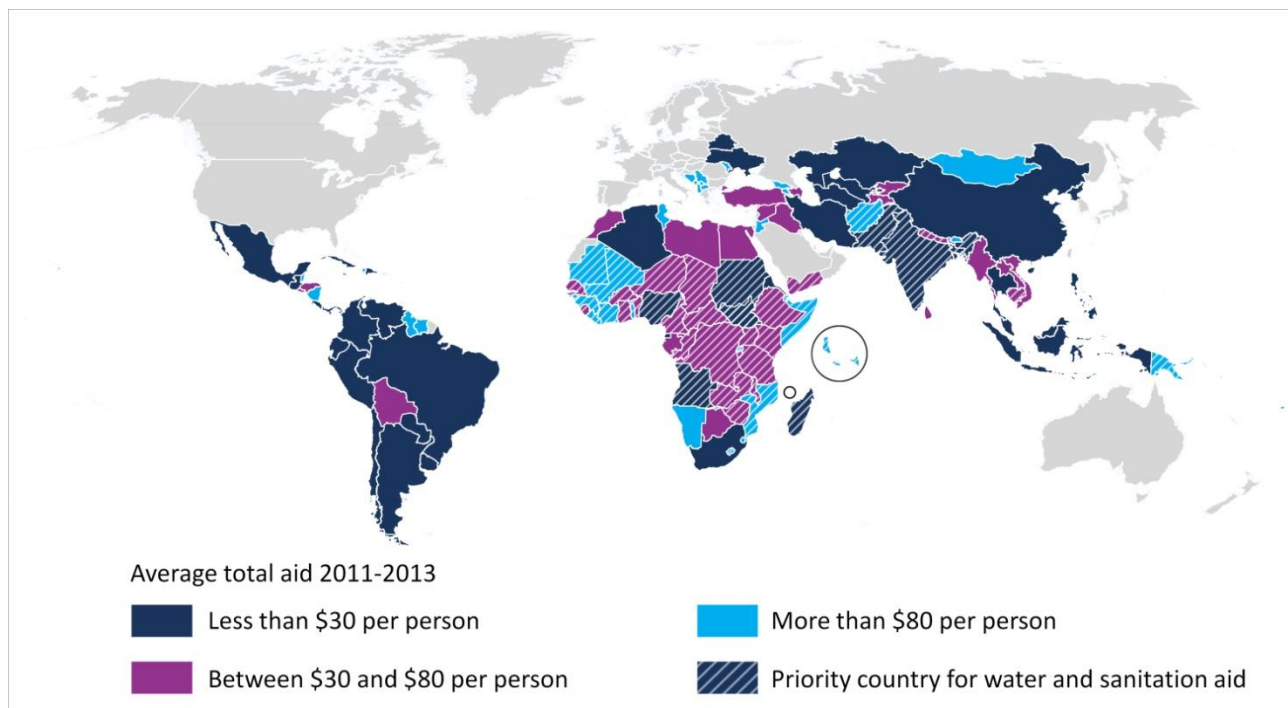 Average total aid 2011-2013
Less than $30 per person
More than $80 per person
Between $30 and $80 per person
Priority country for water and sanitation aid